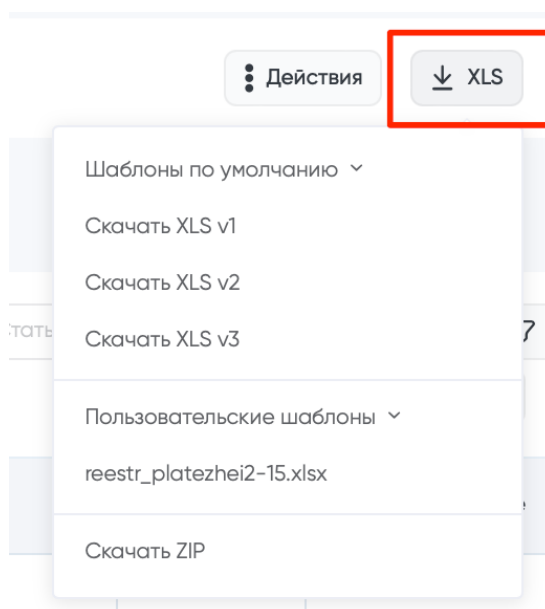 Действия
XLS
Шаблоны по умолчанию
Скачать XLS v1
Скачать XLS v2
Скачать XLS v3
Пользовательские шаблоны
reestr_platezhei2-15.xlsx
Скачать ZIP